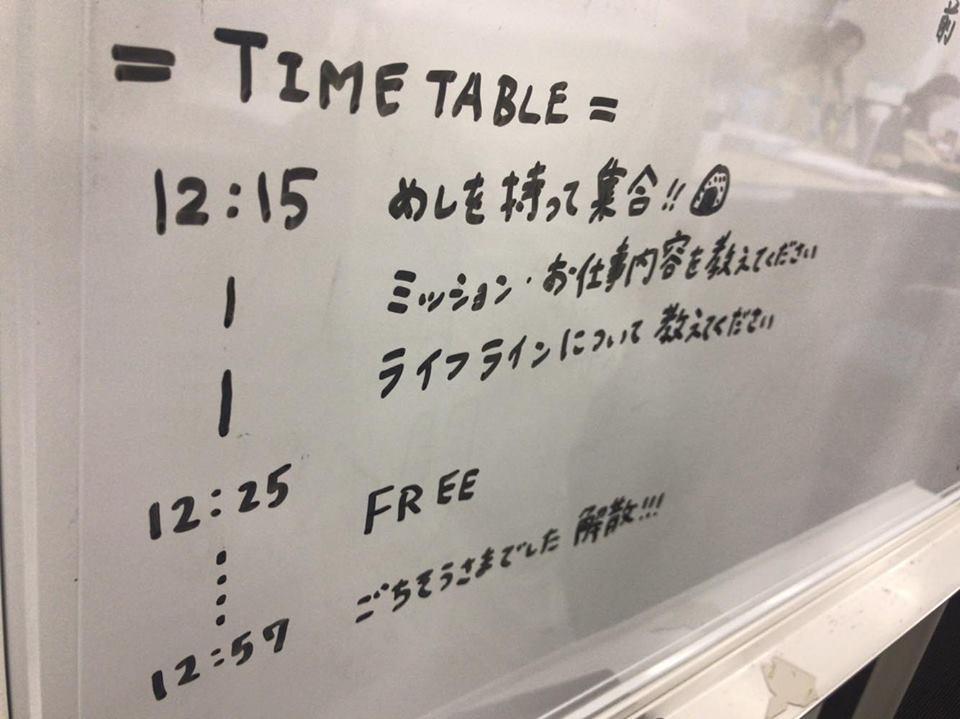 = TIME TABLE =
12:15 めしを持って集合!!
ミッション・お仕事内容を教えてください
ライフラインについて教えてください
12:25 FREE
12:57 ごちそうさまでした 解散!!!
前